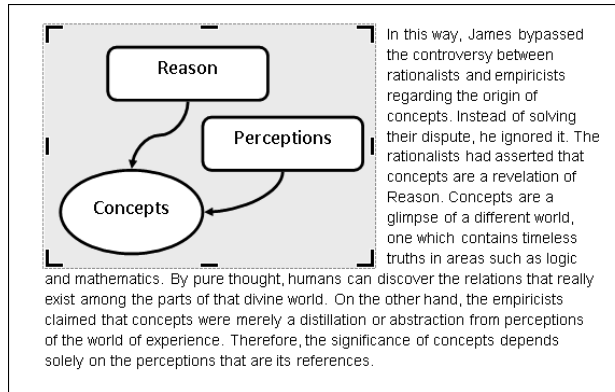 Reason
Perceptions
Concepts
In this way, James bypassed
the controversy between
rationalists and empiricists
regarding the origin of
concepts. Instead of solving
their dispute, he ignored it. The
rationalists had asserted that
concepts are a revelation of
Reason. Concepts are a
glimpse of a different world,
one which contains timeless
truths in areas such as logic
and mathematics. By pure thought, humans can discover the relations that really
exist among the parts of that divine world. On the other hand, the empiricists
claimed that concepts were merely a distillation or abstraction from perceptions
of the world of experience. Therefore, the significance of concepts depends
solely on the perceptions that are its references.